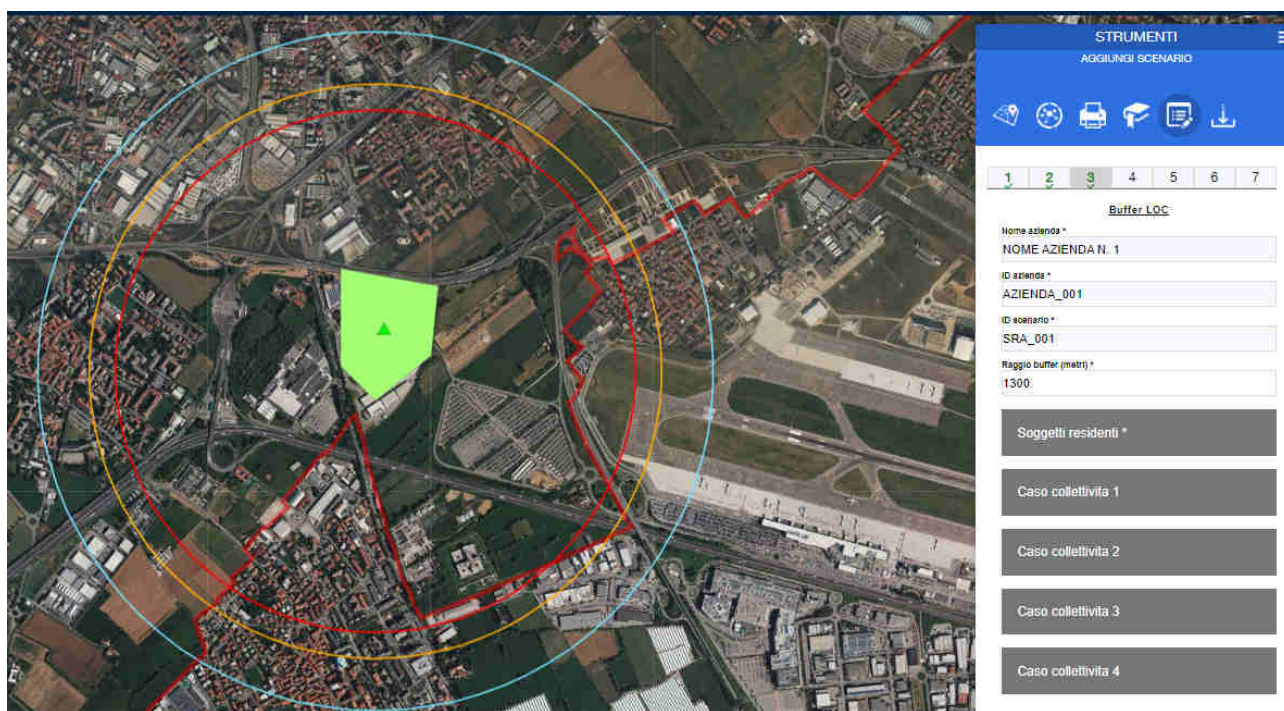 STRUMENTI
AGGIUNGI SCENARIO
1 2 3 4 5 6 7
Buffer LOC
Nome azienda *
NOME AZIENDA N. 1
ID azienda *
AZIENDA_001
ID scenario *
SRA_001
Raggio buffer (metri) *
1300
Soggetti residenti *
Caso collettivita 1
Caso collettivita 2
Caso collettivita 3
Caso collettivita 4